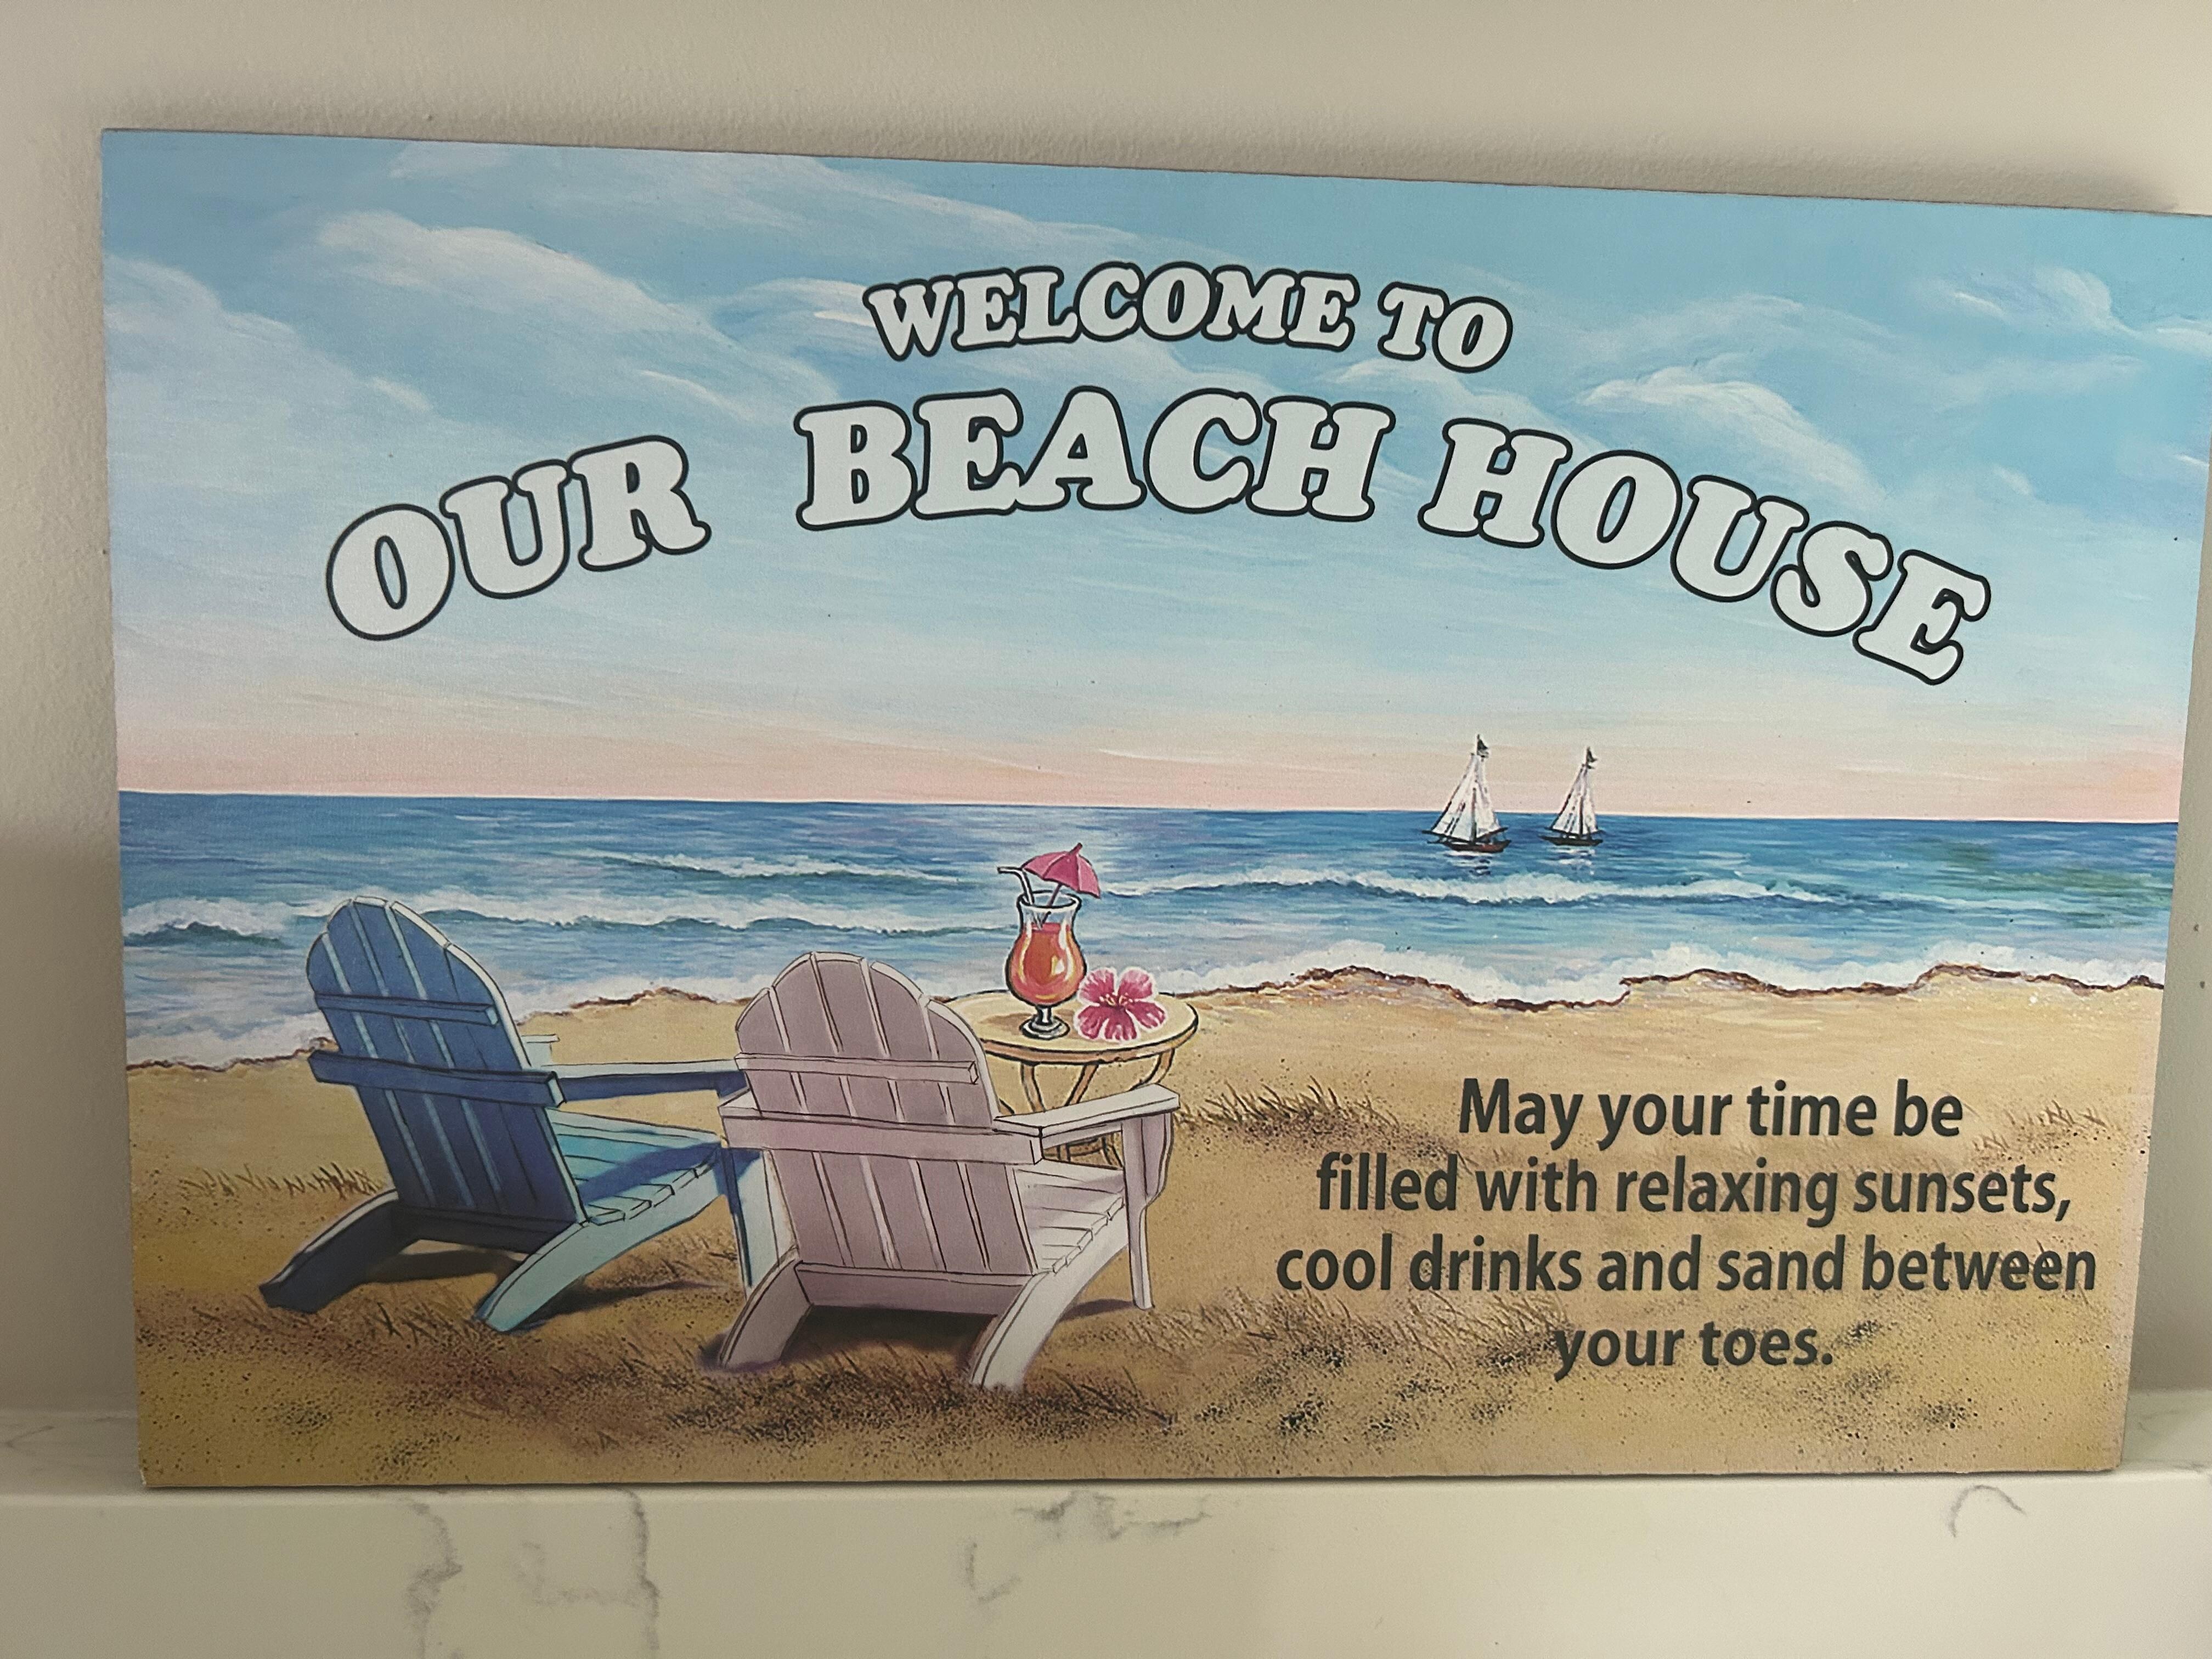 WELCOME TO
OUR BEACH HOUSE
May your time be
filled with relaxing sunsets,
cool drinks and sand between
your toes.